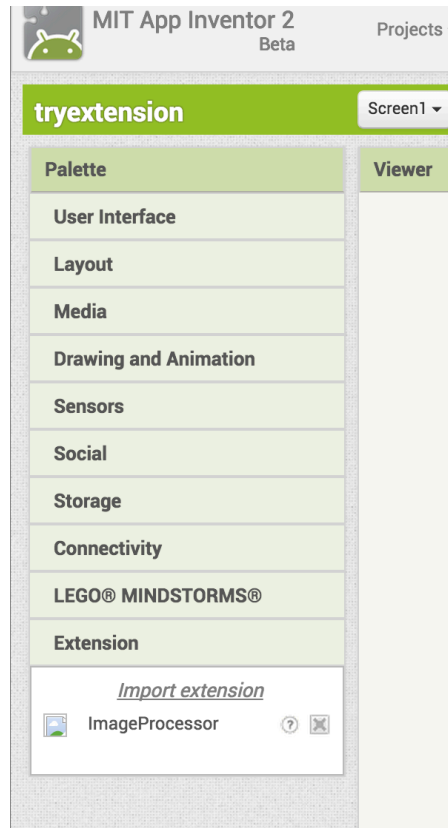 MIT App Inventor 2
Beta
Projects
tryextension
Screen1
Palette
Viewer
User Interface
Layout
Media
Drawing and Animation
Sensors
Social
Storage
Connectivity
LEGO® MINDSTORMS®
Extension
Import extension
ImageProcessor ?